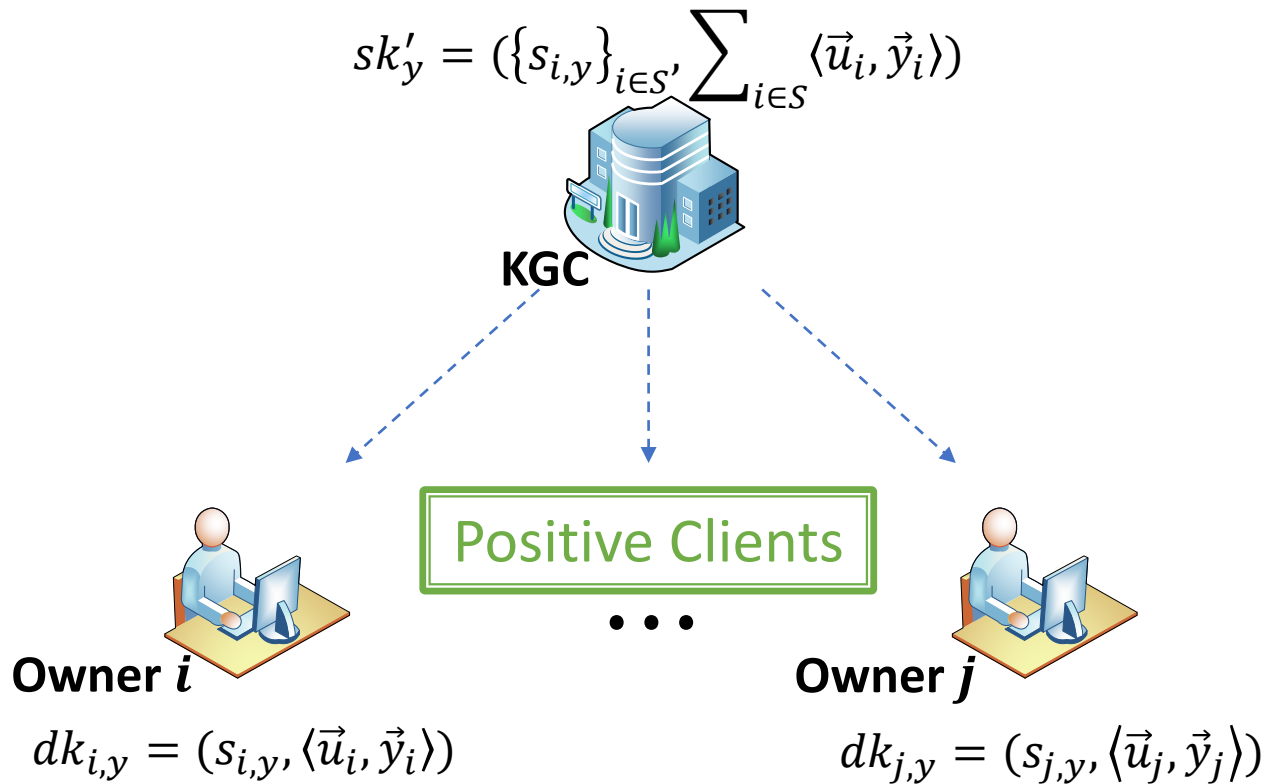 sk′_y = ({s_{i,y}}_{i∈S}, ∑_{i∈S}⟨u⃗_i, y⃗_i⟩)
KGC
Positive Clients
• • •
Owner i
Owner j
dk_{i,y} = (s_{i,y}, ⟨u⃗_i, y⃗_i⟩)
dk_{j,y} = (s_{j,y}, ⟨u⃗_j, y⃗_j⟩)